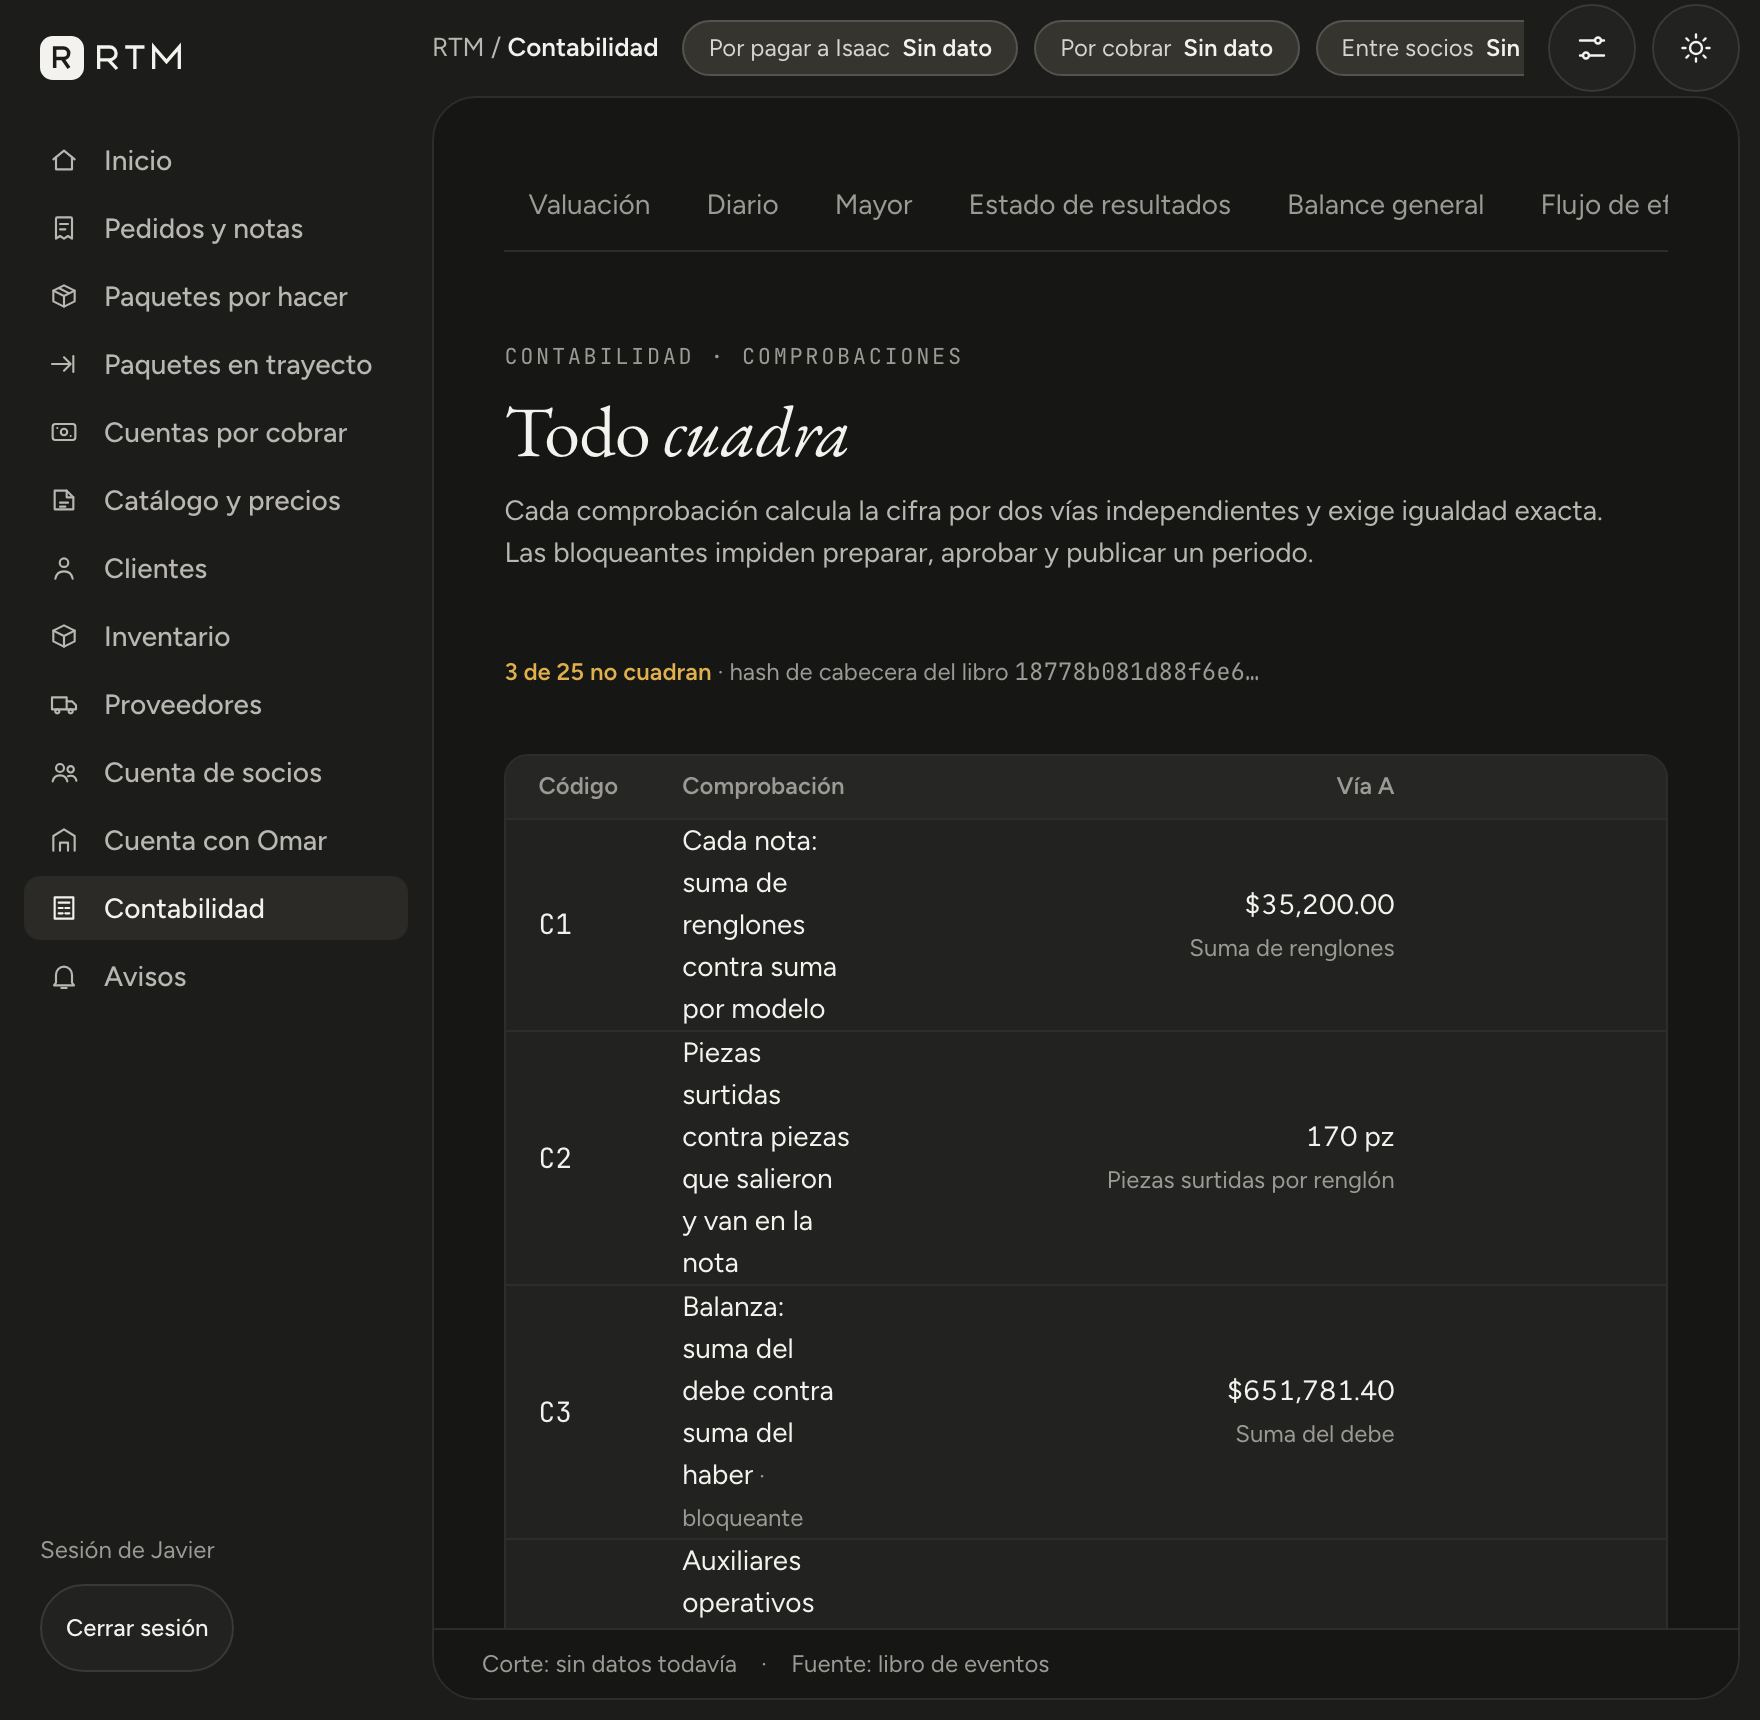 R RTM
RTM / Contabilidad
Por pagar a Isaac Sin dato
Por cobrar Sin dato
Entre socios Sin
Inicio
Pedidos y notas
Paquetes por hacer
Paquetes en trayecto
Cuentas por cobrar
Catálogo y precios
Clientes
Inventario
Proveedores
Cuenta de socios
Cuenta con Omar
Contabilidad
Avisos
Sesión de Javier
Cerrar sesión
Valuación Diario Mayor Estado de resultados Balance general Flujo de ef
CONTABILIDAD · COMPROBACIONES
Todo cuadra
Cada comprobación calcula la cifra por dos vías independientes y exige igualdad exacta.
Las bloqueantes impiden preparar, aprobar y publicar un periodo.
3 de 25 no cuadran · hash de cabecera del libro 18778b081d88f6e6…
Código Comprobación Vía A
C1
Cada nota:
suma de
renglones
contra suma
por modelo
$35,200.00
Suma de renglones
C2
Piezas
surtidas
contra piezas
que salieron
y van en la
nota
170 pz
Piezas surtidas por renglón
C3
Balanza:
suma del
debe contra
suma del
haber ·
bloqueante
$651,781.40
Suma del debe
Auxiliares
operativos
Corte: sin datos todavía · Fuente: libro de eventos